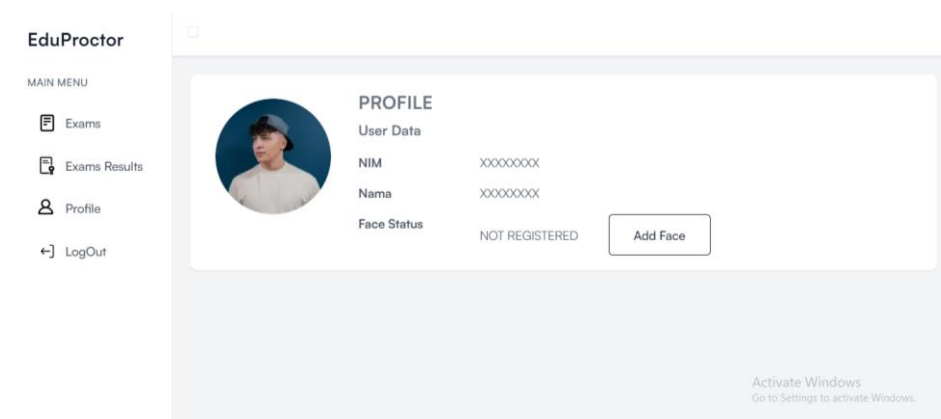 EduProctor
MAIN MENU
Exams
Exams Results
Profile
LogOut
PROFILE
User Data
NIM XXXXXXXX
Nama XXXXXXXX
Face Status NOT REGISTERED Add Face
Activate Windows
Go to Settings to activate Windows.